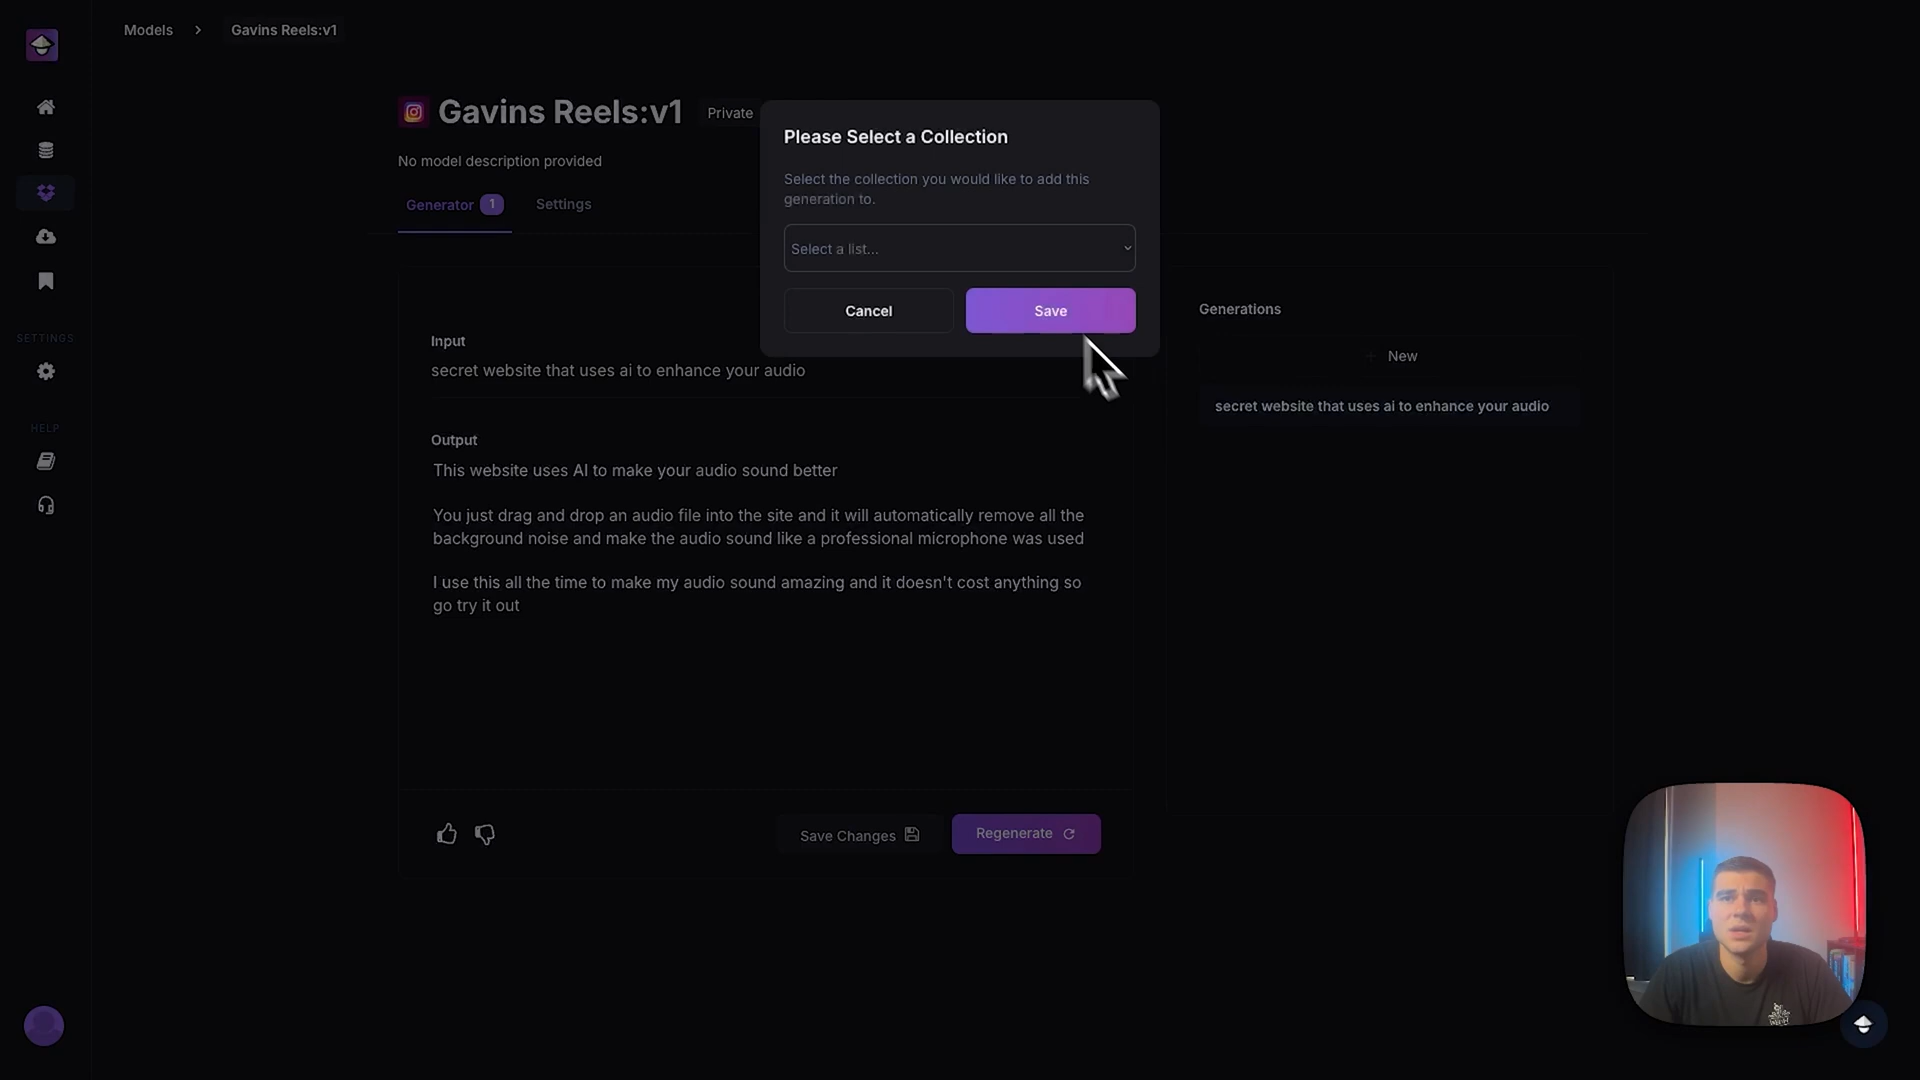 Models
Gavins Reels:v1
Gavins Reels:v1
Private
No model description provided
Generator 1
Settings
Please Select a Collection
Select the collection you would like to add this
generation to.
Select a list...
Cancel
Save
SETTINGS
HELP
Input
secret website that uses ai to enhance your audio
Output
This website uses AI to make your audio sound better
You just drag and drop an audio file into the site and it will automatically remove all the
background noise and make the audio sound like a professional microphone was used
I use this all the time to make my audio sound amazing and it doesn't cost anything so
go try it out
Save Changes
Regenerate
Generations
+ New
secret website that uses ai to enhance your audio